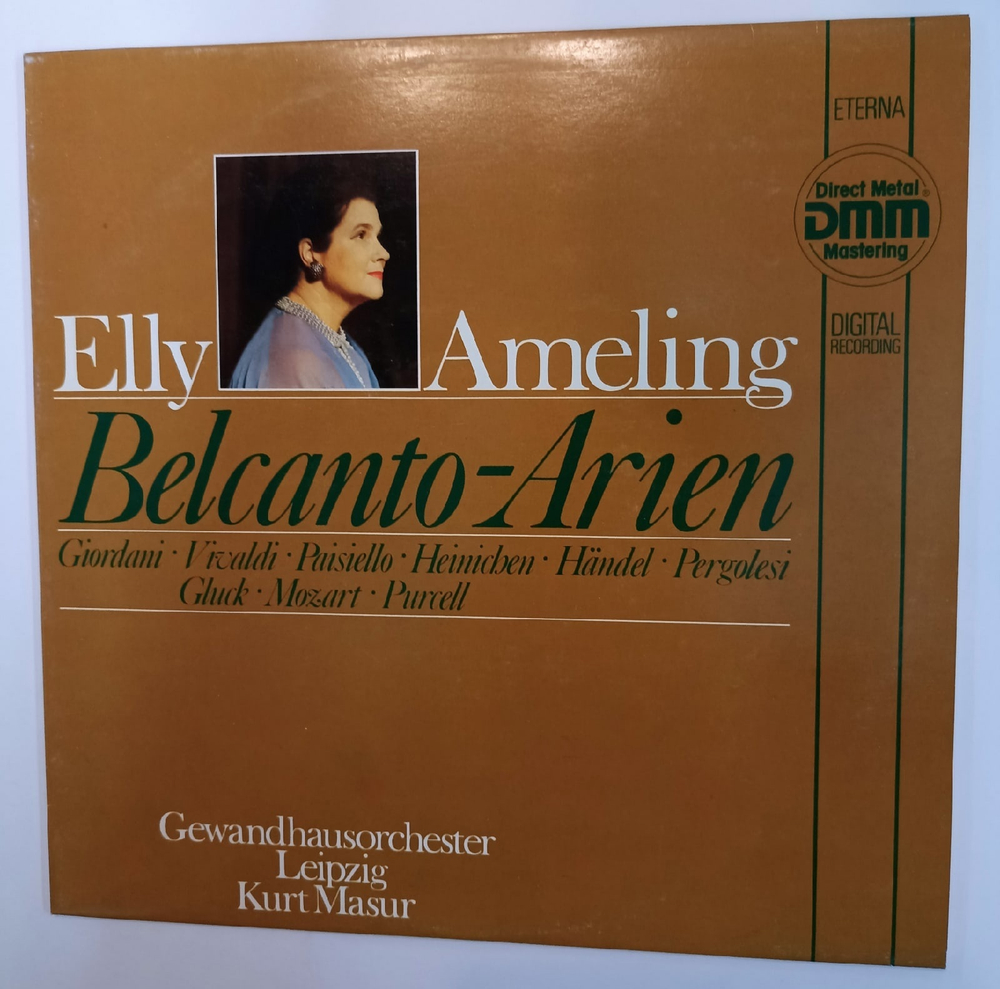 ETERNA
Direct Metal
DMM
Mastering
DIGITAL
RECORDING
Elly Ameling
Belcanto-Arien
Giordani · Vivaldi · Paisiello · Heinichen · Händel · Pergolesi
Gluck · Mozart · Purcell
Gewandhausorchester
Leipzig
Kurt Masur